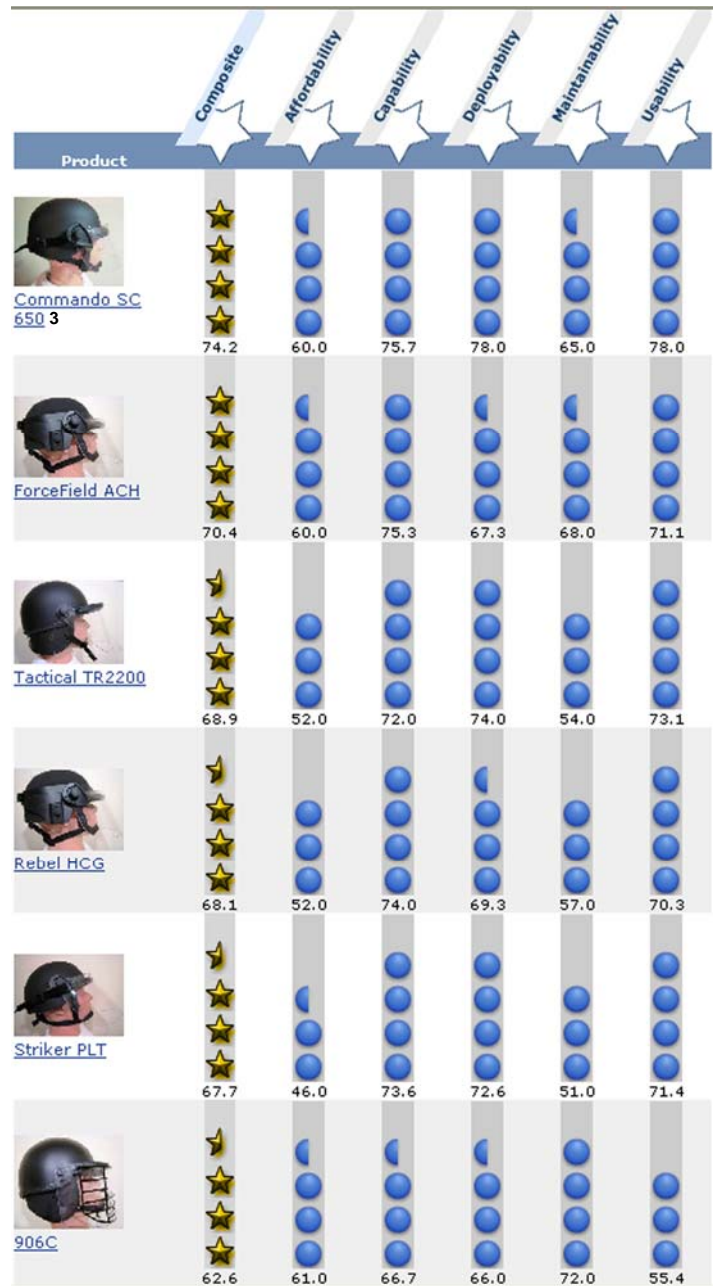 Composite Affordability Capability Deployability Maintainability Usability
Product
Commando SC
650 3
74.2 60.0 75.7 78.0 65.0 78.0
ForceField ACH
70.4 60.0 75.3 67.3 68.0 71.1
Tactical TR2200
68.9 52.0 72.0 74.0 54.0 73.1
Rebel HCG
68.1 52.0 74.0 69.3 57.0 70.3
Striker PLT
67.7 46.0 73.6 72.6 51.0 71.4
906C
62.6 61.0 66.7 66.0 72.0 55.4